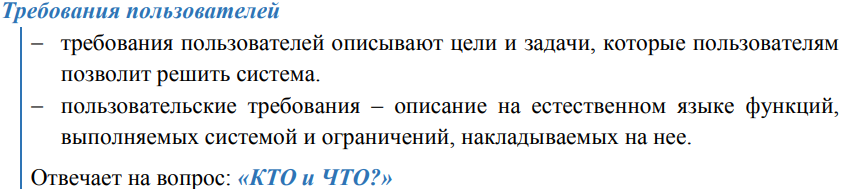 Требования пользователей
− требования пользователей описывают цели и задачи, которые пользователям
позволит решить система.
− пользовательские требования – описание на естественном языке функций,
выполняемых системой и ограничений, накладываемых на нее.
Отвечает на вопрос: «КТО и ЧТО?»